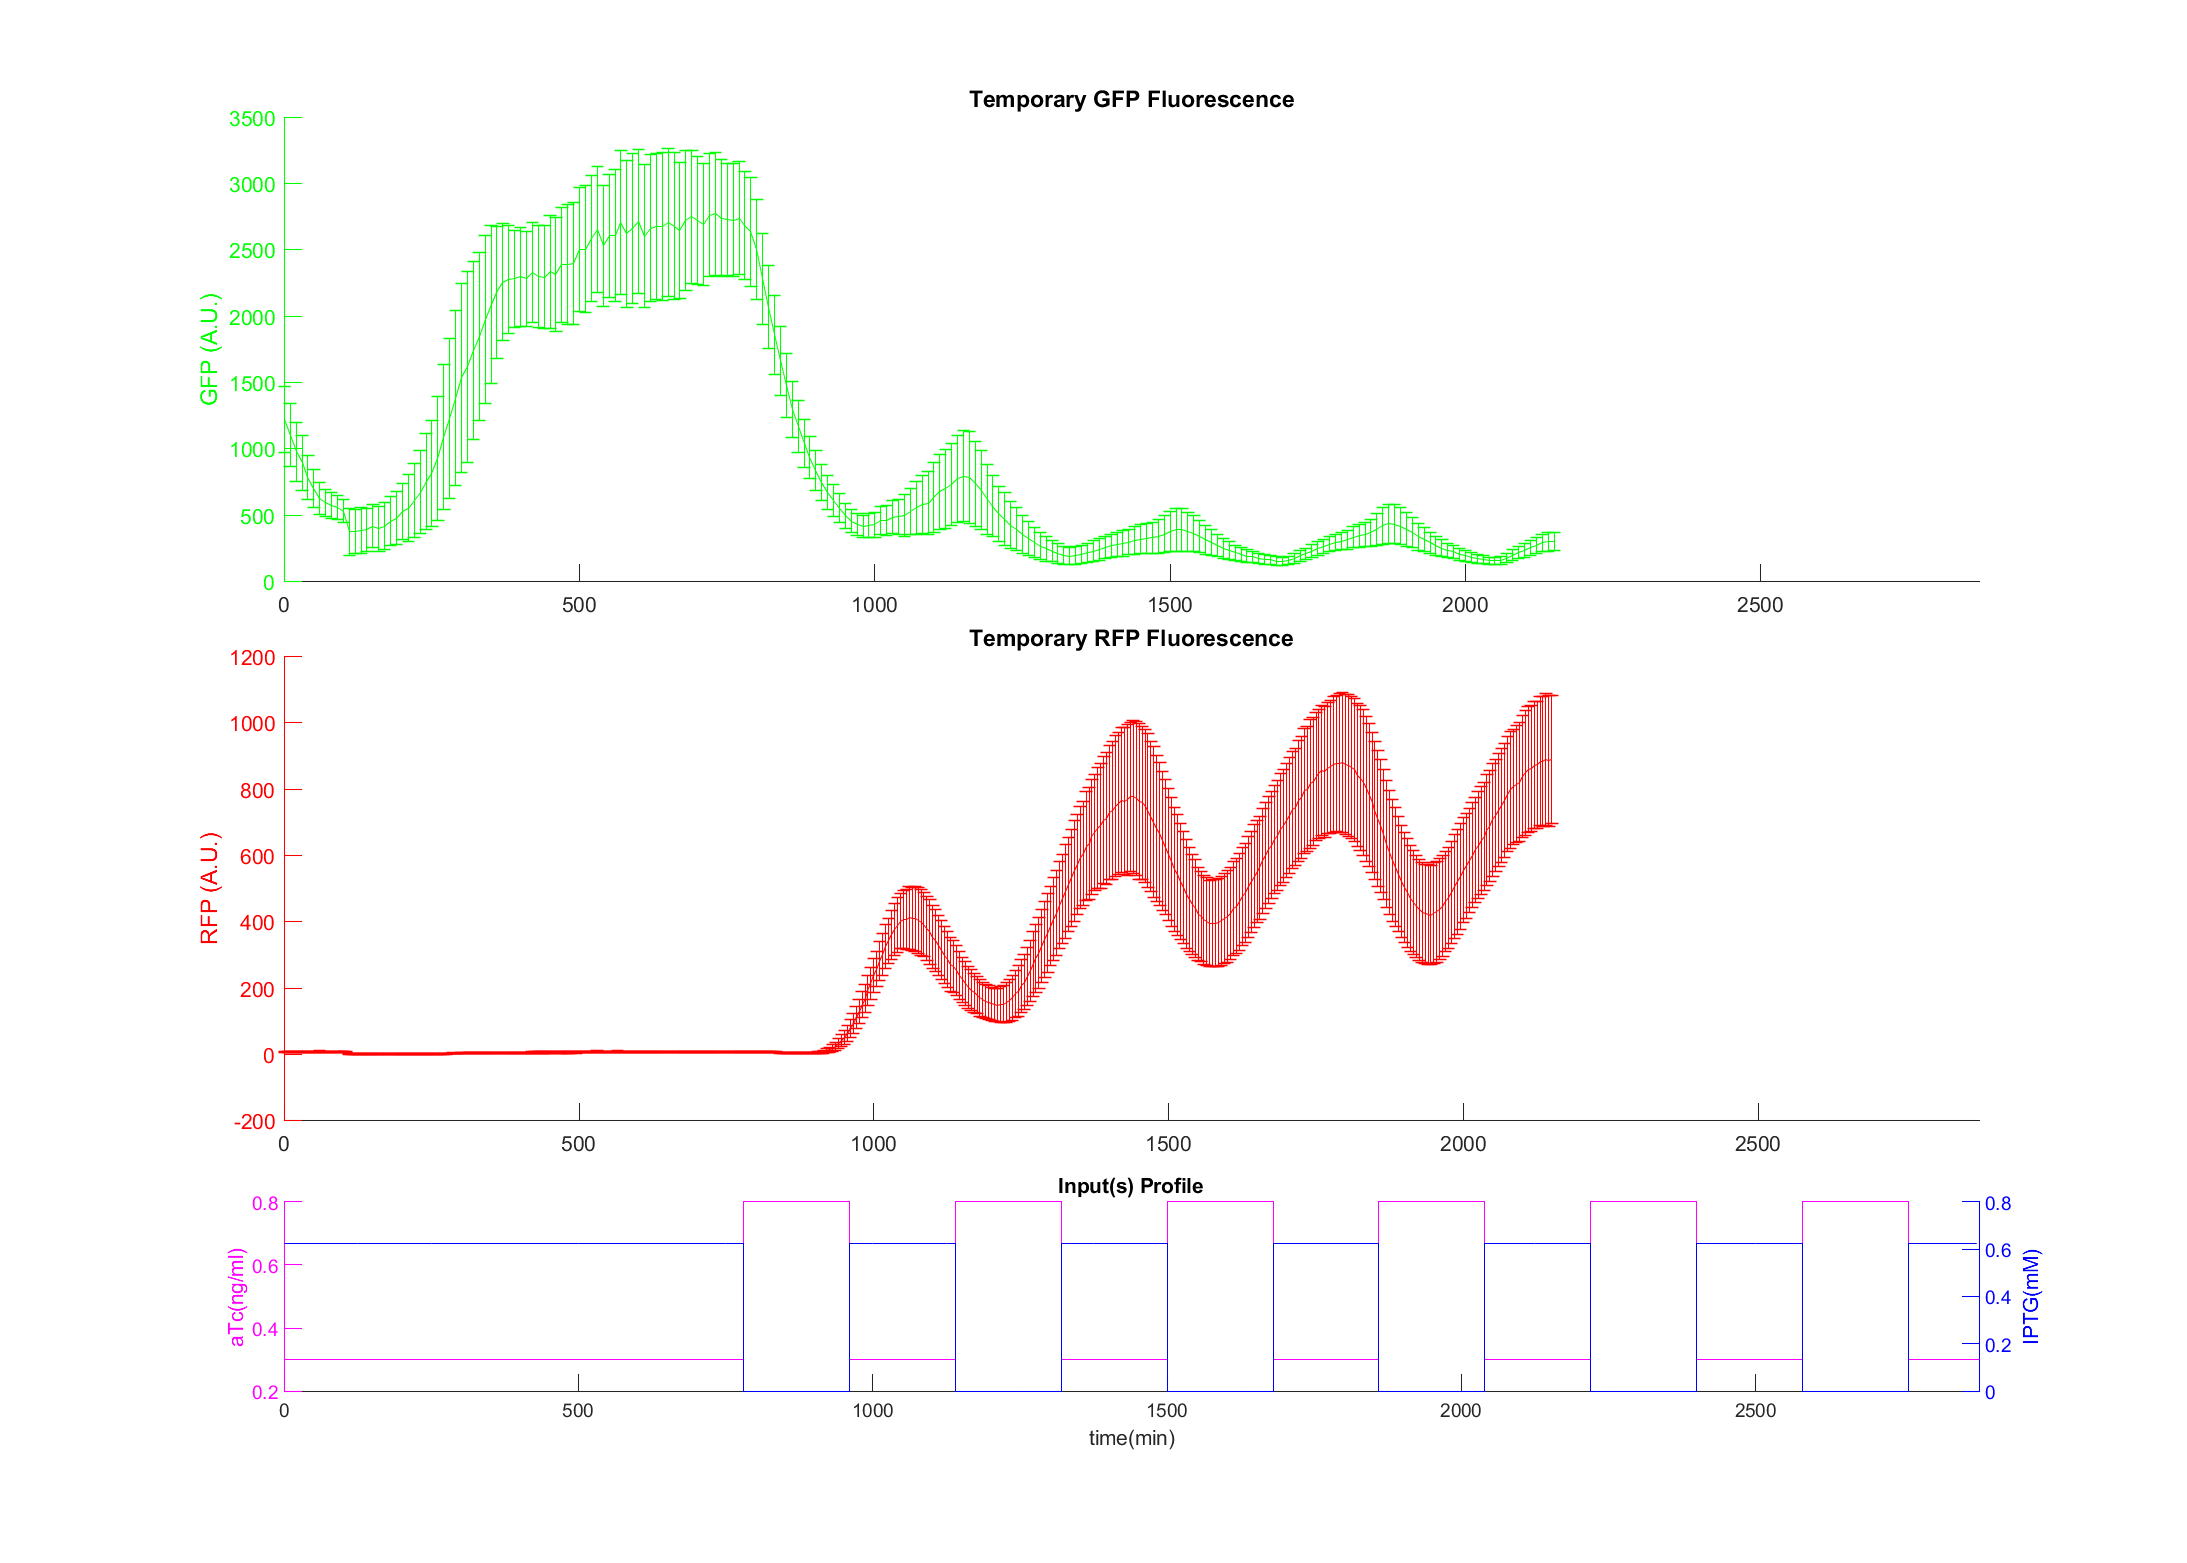 Temporary GFP Fluorescence
3500
3000
2500
2000
1500
1000
500
0
GFP (A.U.)
0 500 1000 1500 2000 2500
Temporary RFP Fluorescence
1200
1000
800
600
400
200
0
-200
RFP (A.U.)
0 500 1000 1500 2000 2500
Input(s) Profile
0.8
0.6
0.4
0.2
aTc(ng/ml)
0.8
0.6
0.4
0.2
0
IPTG(mM)
0 500 1000 1500 2000 2500
time(min)